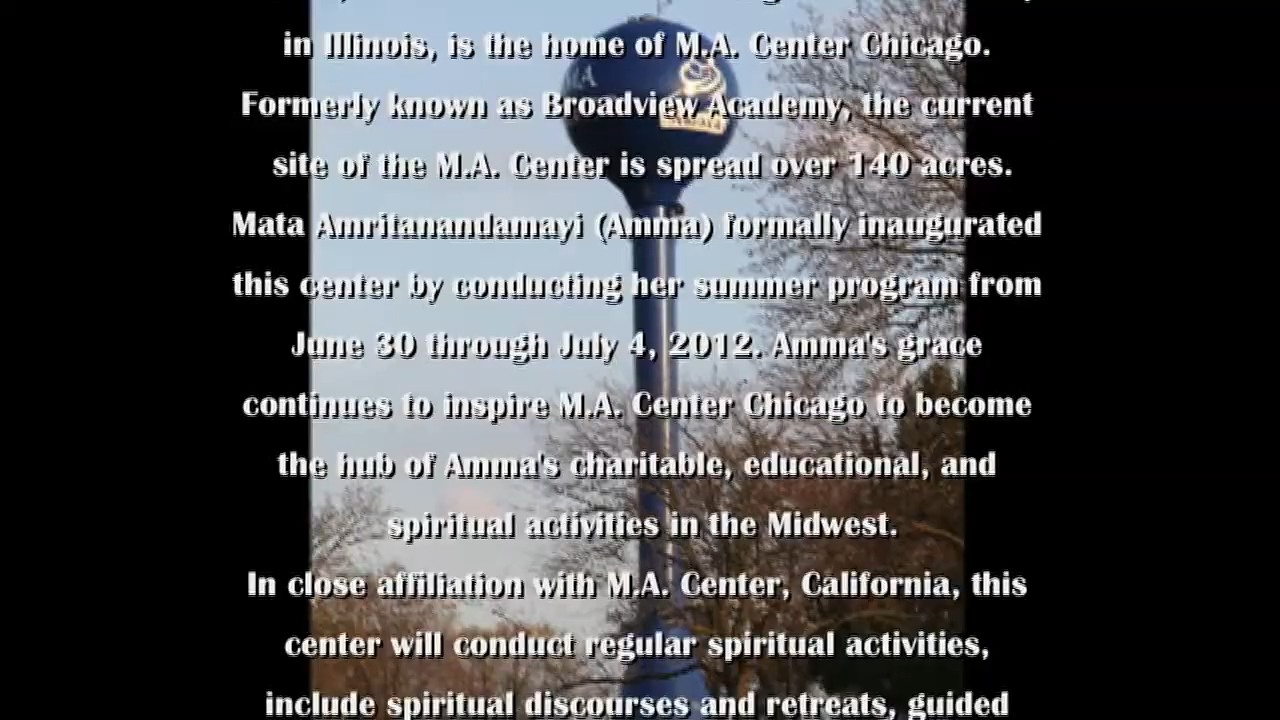 in Illinois, is the home of M.A. Center Chicago.
Formerly known as Broadview Academy, the current
site of the M.A. Center is spread over 140 acres.
Mata Amritanandamayi (Amma) formally inaugurated
this center by conducting her summer program from
June 30 through July 4, 2012. Amma's grace
continues to inspire M.A. Center Chicago to become
the hub of Amma's charitable, educational, and
spiritual activities in the Midwest.
In close affiliation with M.A. Center, California, this
center will conduct regular spiritual activities,
include spiritual discourses and retreats, guided